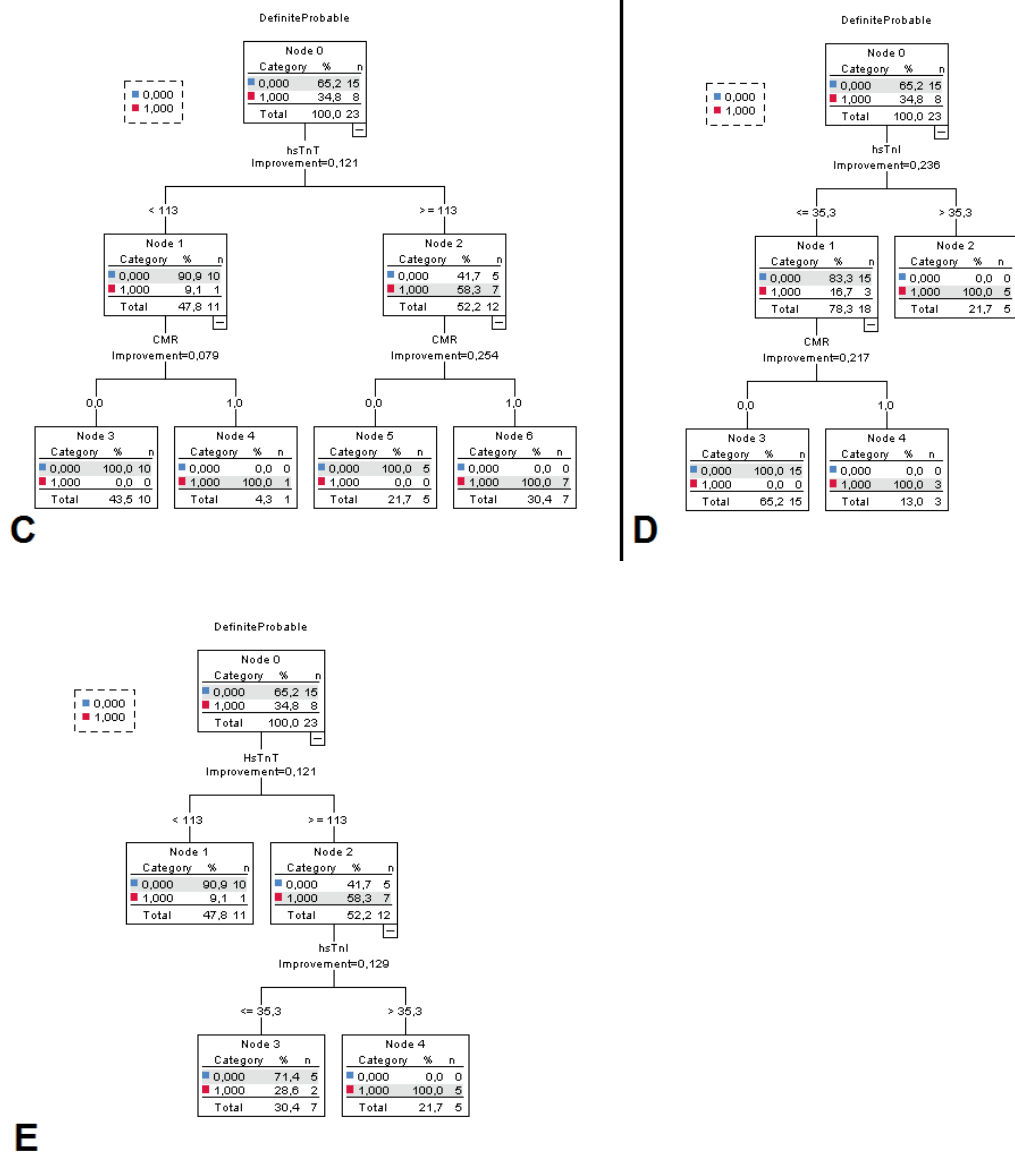 DefiniteProbable
Node 0
Category % n
0,000 65,2 15
1,000 34,8 8
Total 100,0 23
0,000
1,000
hsTnT
Improvement=0,121
< 113
>= 113
Node 1
Category % n
0,000 90,9 10
1,000 9,1 1
Total 47,8 11
Node 2
Category % n
0,000 41,7 5
1,000 58,3 7
Total 52,2 12
CMR
Improvement=0,079
CMR
Improvement=0,254
0,0
1,0
0,0
1,0
Node 3
Category % n
0,000 100,0 10
1,000 0,0 0
Total 43,5 10
Node 4
Category % n
0,000 0,0 0
1,000 100,0 1
Total 4,3 1
Node 5
Category % n
0,000 100,0 5
1,000 0,0 0
Total 21,7 5
Node 6
Category % n
0,000 0,0 0
1,000 100,0 7
Total 30,4 7
C
DefiniteProbable
Node 0
Category % n
0,000 65,2 15
1,000 34,8 8
Total 100,0 23
0,000
1,000
hsTnI
Improvement=0,236
<= 35,3
> 35,3
Node 1
Category % n
0,000 83,3 15
1,000 16,7 3
Total 78,3 18
Node 2
Category % n
0,000 0,0 0
1,000 100,0 5
Total 21,7 5
CMR
Improvement=0,217
0,0
1,0
Node 3
Category % n
0,000 100,0 15
1,000 0,0 0
Total 65,2 15
Node 4
Category % n
0,000 0,0 0
1,000 100,0 3
Total 13,0 3
D
DefiniteProbable
Node 0
Category % n
0,000 65,2 15
1,000 34,8 8
Total 100,0 23
0,000
1,000
HsTnT
Improvement=0,121
< 113
>= 113
Node 1
Category % n
0,000 90,9 10
1,000 9,1 1
Total 47,8 11
Node 2
Category % n
0,000 41,7 5
1,000 58,3 7
Total 52,2 12
hsTnI
Improvement=0,129
<= 35,3
> 35,3
Node 3
Category % n
0,000 71,4 5
1,000 28,6 2
Total 30,4 7
Node 4
Category % n
0,000 0,0 0
1,000 100,0 5
Total 21,7 5
E